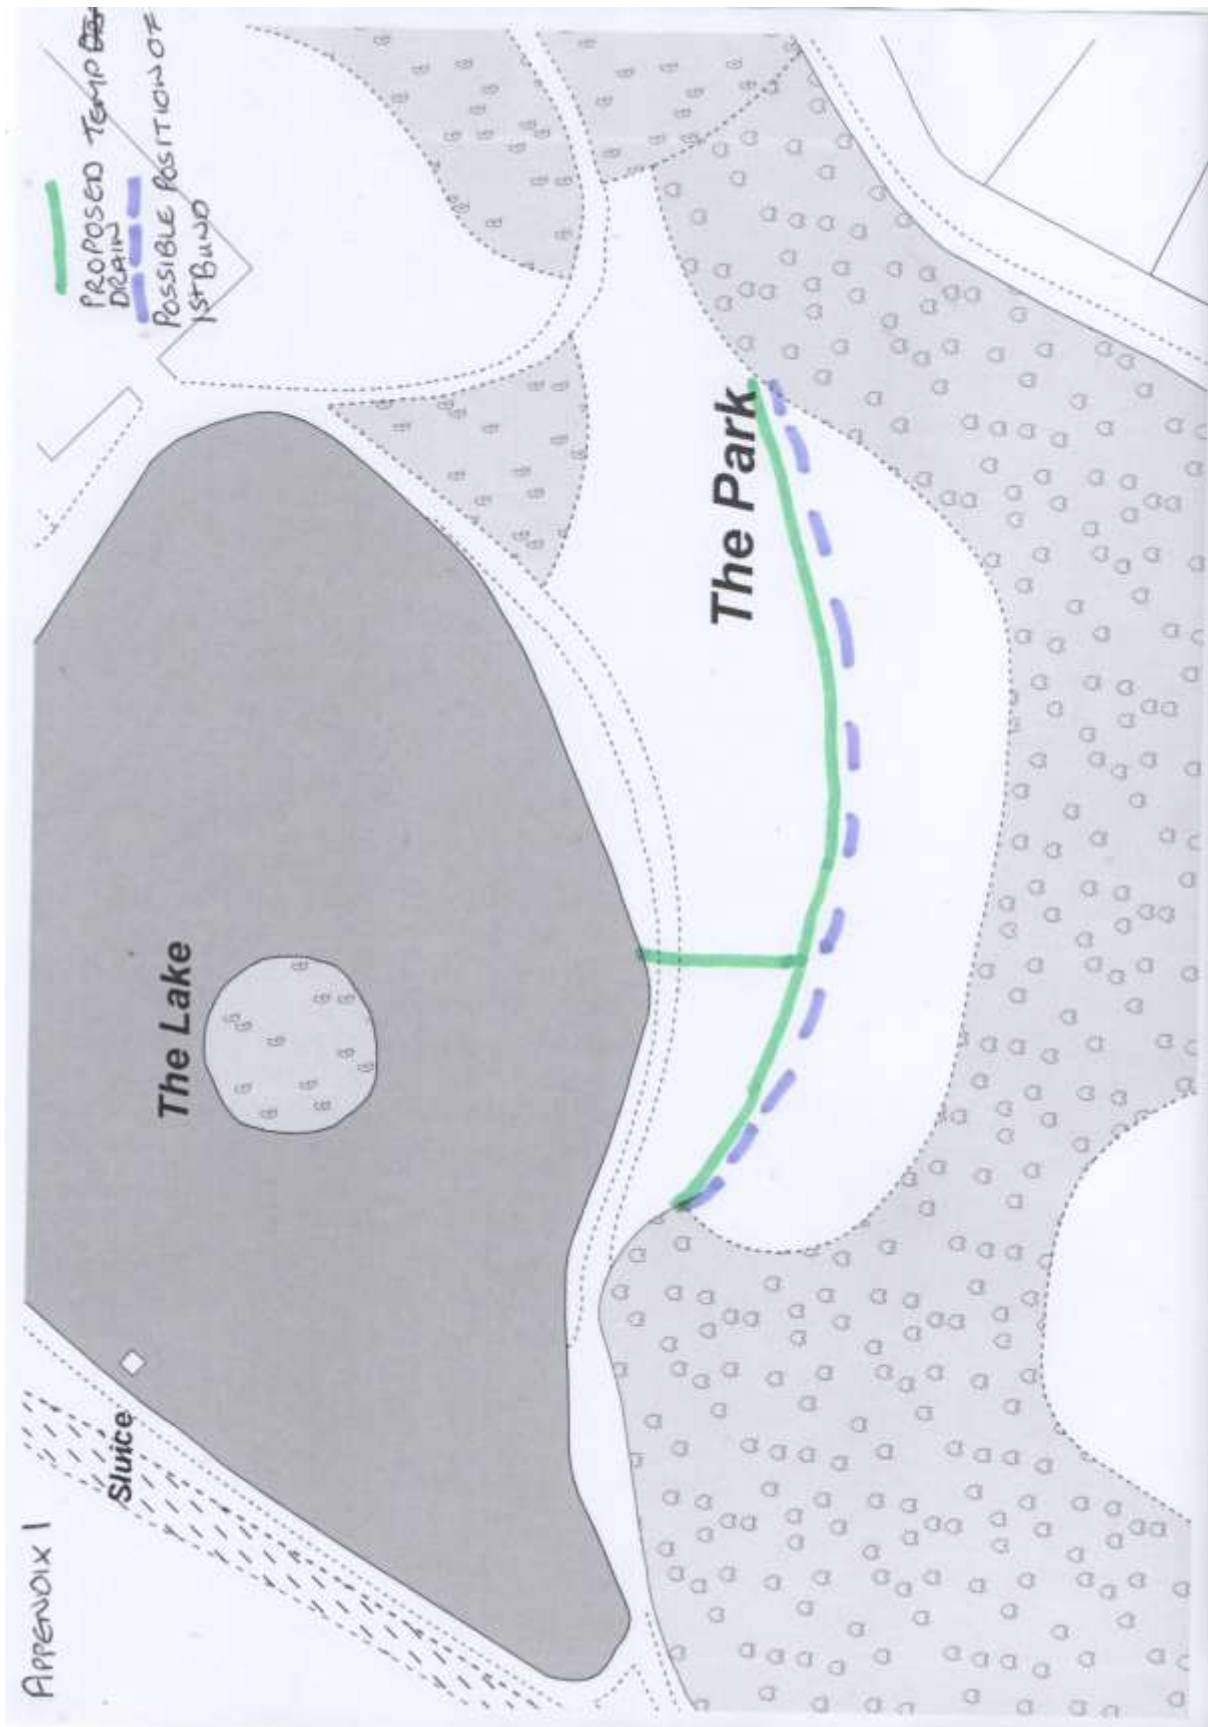 APPENDIX 1
PROPOSED TEMP
DRAIN
POSSIBLE POSITION OF
1st BUND
The Lake
The Park
Sluice